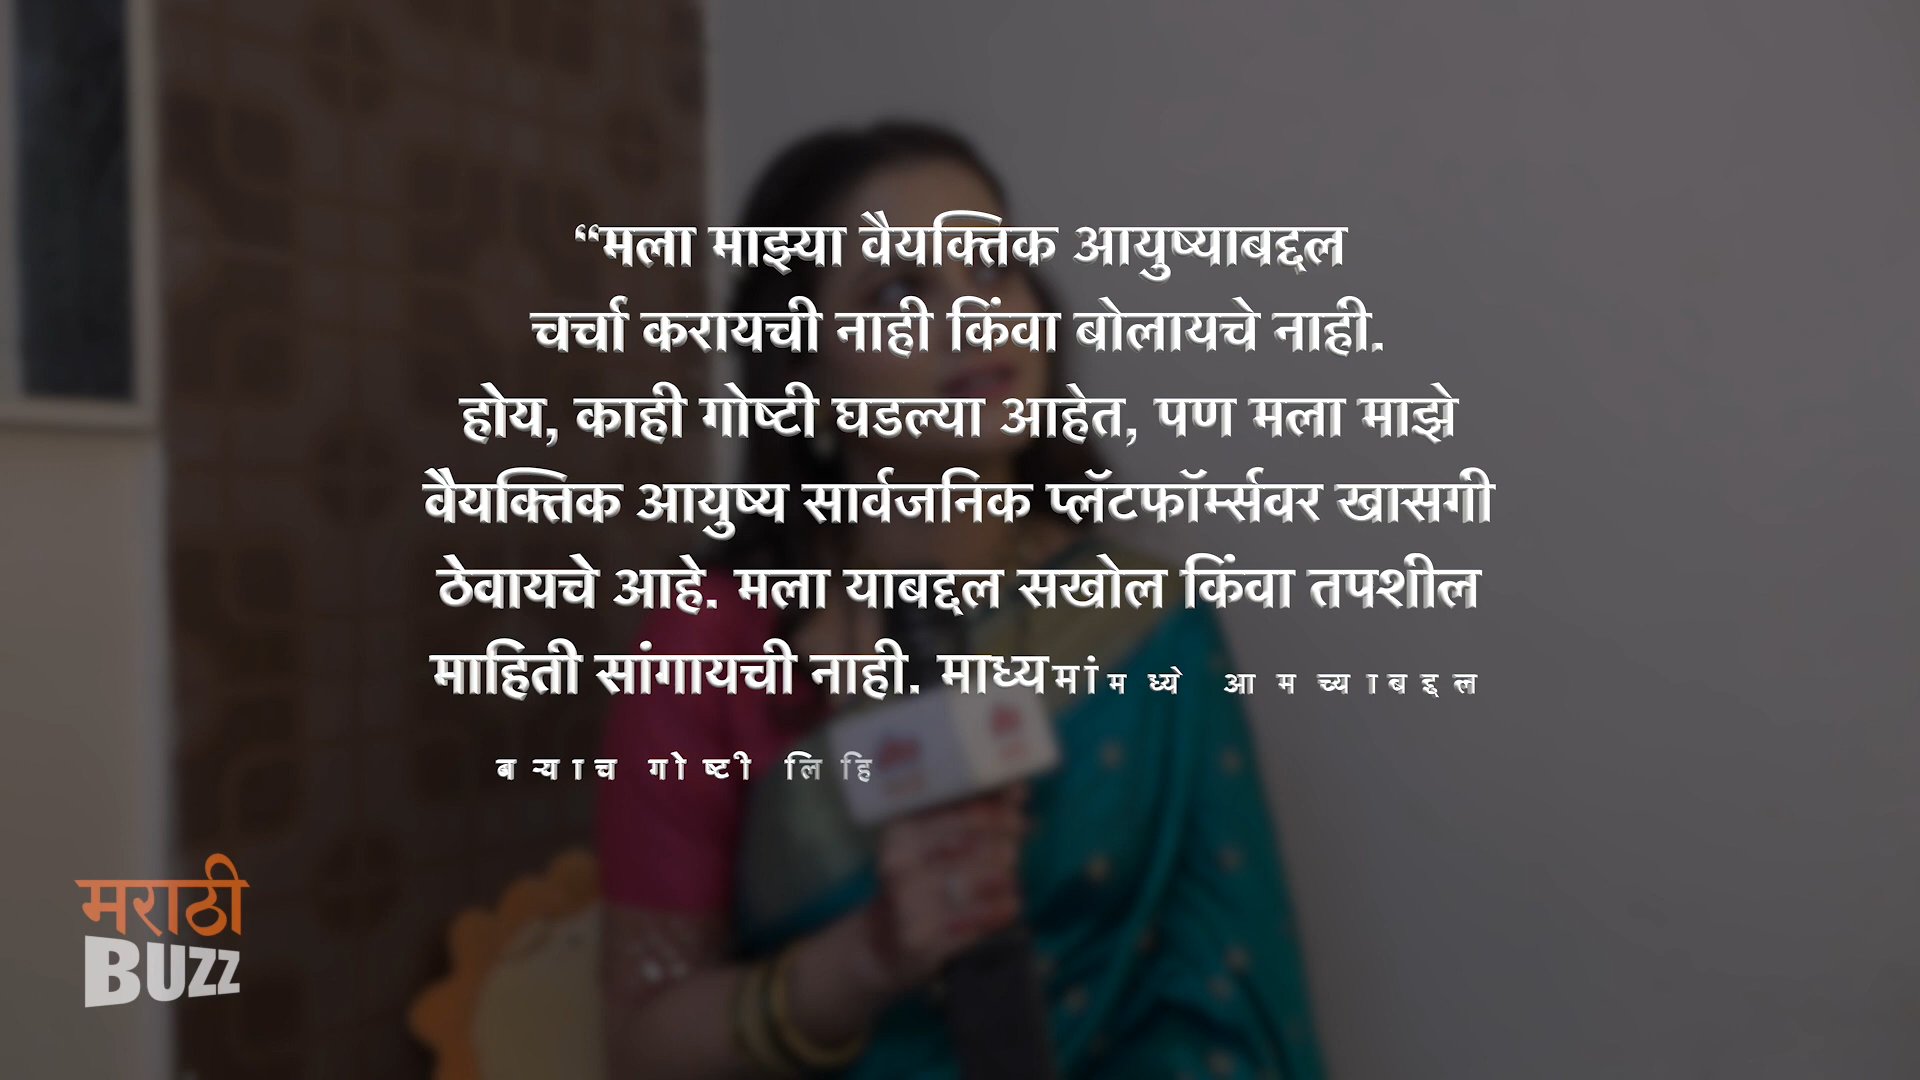 “मला माझ्या वैयक्तिक आयुष्याबद्दल
चर्चा करायची नाही किंवा बोलायचे नाही.
होय, काही गोष्टी घडल्या आहेत, पण मला माझे
वैयक्तिक आयुष्य सार्वजनिक प्लॅटफॉर्म्सवर खासगी
ठेवायचे आहे. मला याबद्दल सखोल किंवा तपशील
माहिती सांगायची नाही. माध्यमांमध्ये आमच्याबद्दल
बऱ्याच गोष्टी लिहि
मराठी
BUZZ